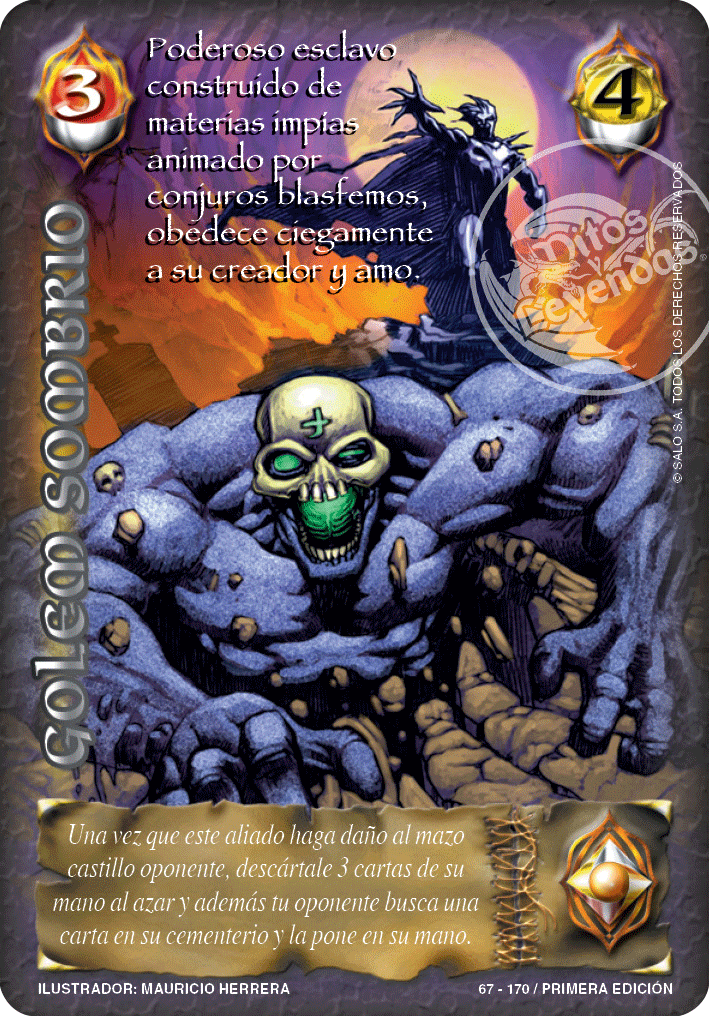 3
Poderoso esclavo
construido de
materias impias
animado por
conjuros blasfemos,
obedece ciegamente
a su creador y amo.
4
Mitos
y
Leyendas®
© SALO S.A. TODOS LOS DERECHOS RESERVADOS
GOLEM SOMBRIO
Una vez que este aliado haga daño al mazo
castillo oponente, descártale 3 cartas de su
mano al azar y además tu oponente busca una
carta en su cementerio y la pone en su mano.
ILUSTRADOR: MAURICIO HERRERA
67 - 170 / PRIMERA EDICIÓN